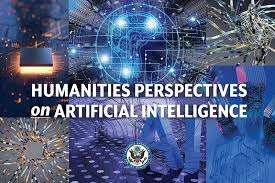 HUMANITIES PERSPECTIVES
on ARTIFICIAL INTELLIGENCE